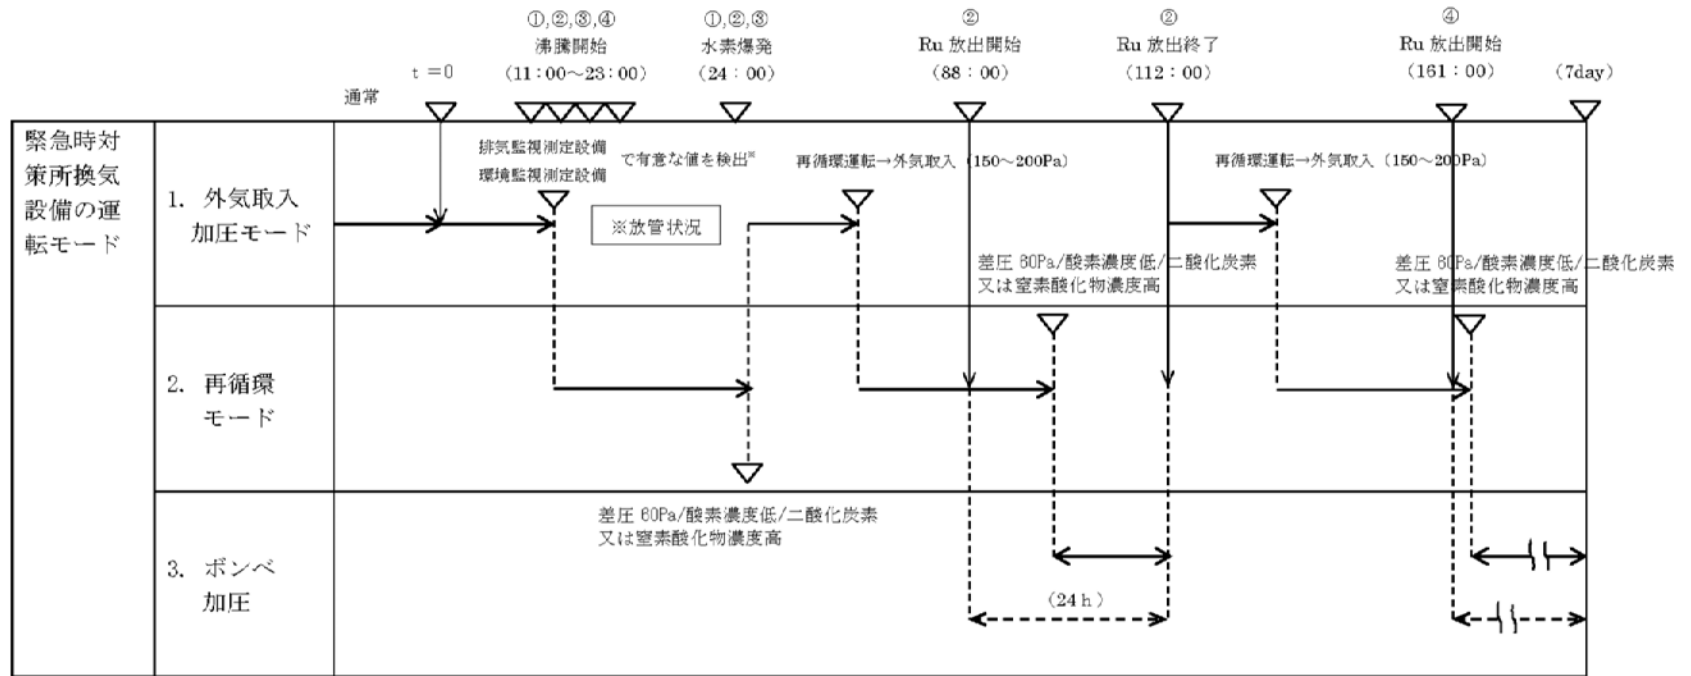 ①,②,③,④
沸騰開始
(11：00～23：00)
①,②,③
水素爆発
(24：00)
②
Ru 放出開始
(88：00)
②
Ru 放出終了
(112：00)
④
Ru 放出開始
(161：00)
(7day)
t＝0
通常
緊急時対
策所換気
設備の運
転モード
1. 外気取入
加圧モード
排気監視測定設備
環境監視測定設備
で有意な値を検出※
※放管状況
再循環運転→外気取入（150～200Pa）
再循環運転→外気取入（150～200Pa）
差圧 60Pa/酸素濃度低/二酸化炭素
又は窒素酸化物濃度高
差圧 60Pa/酸素濃度低/二酸化炭素
又は窒素酸化物濃度高
2. 再循環
モード
3. ボンベ
加圧
差圧 60Pa/酸素濃度低/二酸化炭素
又は窒素酸化物濃度高
(24h)